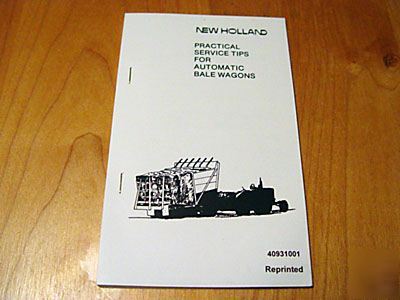 NEW HOLLAND
PRACTICAL
SERVICE TIPS
FOR
AUTOMATIC
BALE WAGONS
40931001
Reprinted